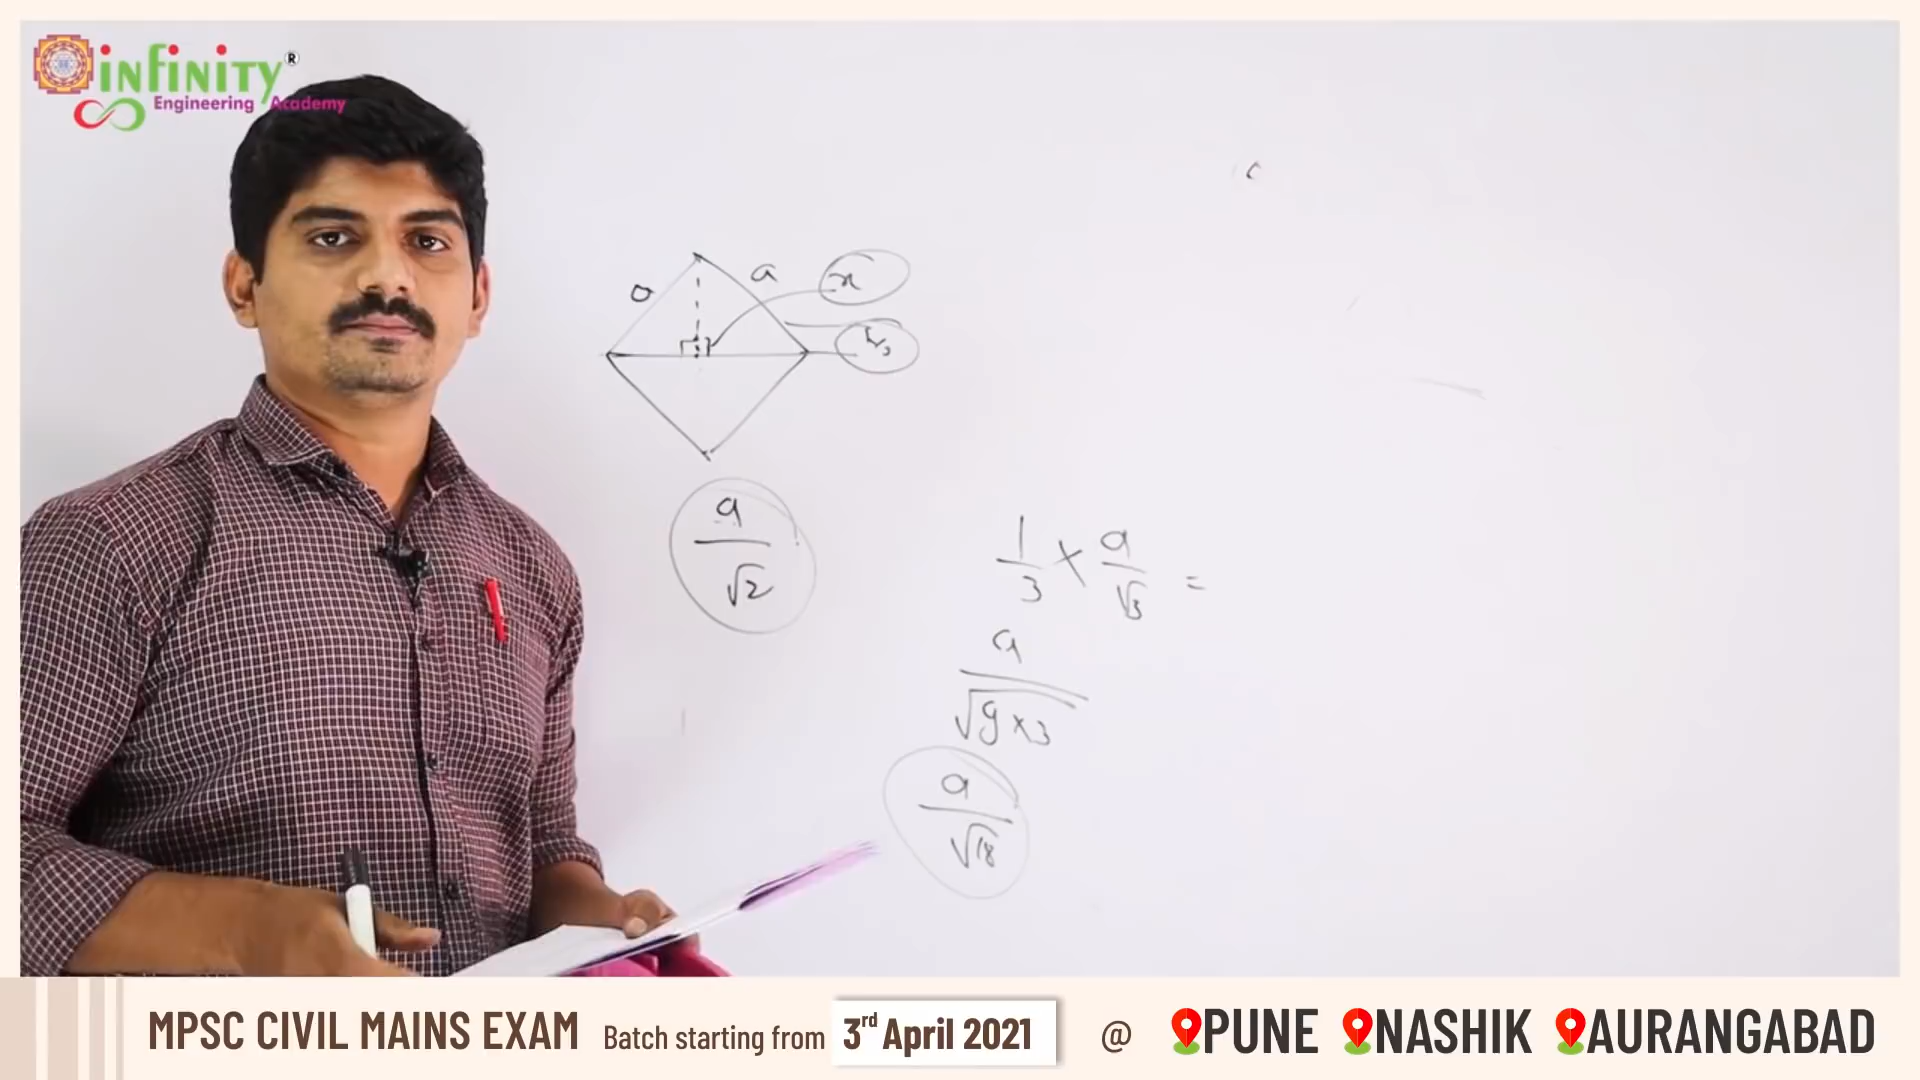 infinity®
Engineering Academy
a
a
x
a
√2
1/3 × a/√3 =
a
√9×3
a
√18
MPSC CIVIL MAINS EXAM Batch starting from 3rd April 2021 @ PUNE NASHIK AURANGABAD